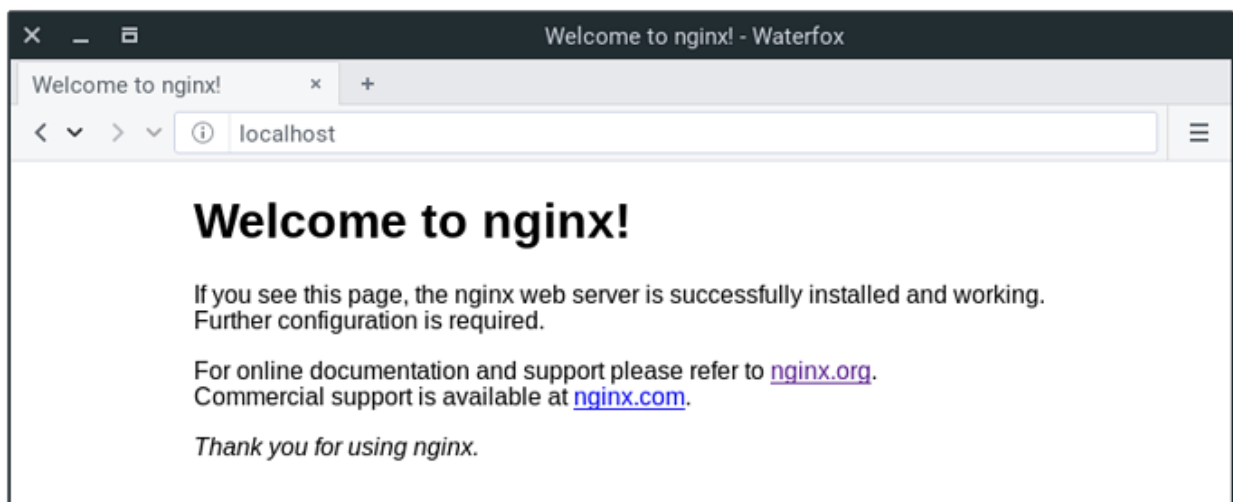 Welcome to nginx! - Waterfox
Welcome to nginx!
localhost
Welcome to nginx!
If you see this page, the nginx web server is successfully installed and working.
Further configuration is required.
For online documentation and support please refer to nginx.org.
Commercial support is available at nginx.com.
Thank you for using nginx.